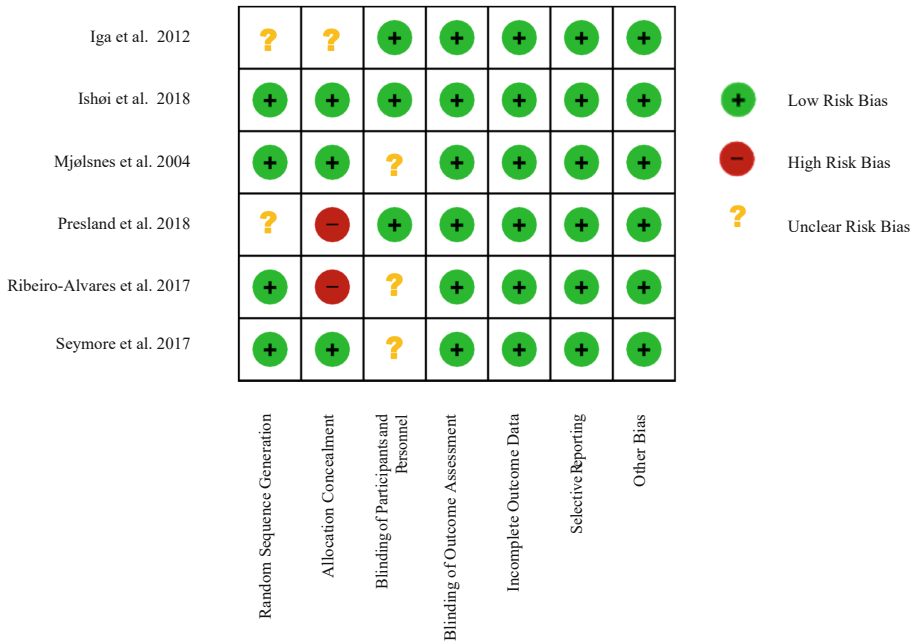 Iga et al. 2012
? ? + + + + +
Ishøi et al. 2018
+ + + + + + +
Mjølsnes et al. 2004
+ + ? + + + +
Presland et al. 2018
? - + + + + +
Ribeiro-Alvares et al. 2017
+ - ? + + + +
Seymore et al. 2017
+ + ? + + + +
+ Low Risk Bias
- High Risk Bias
? Unclear Risk Bias
Random Sequence Generation
Allocation Concealment
Blinding of Participants and
Personnel
Blinding of Outcome Assessment
Incomplete Outcome Data
Selective Reporting
Other Bias